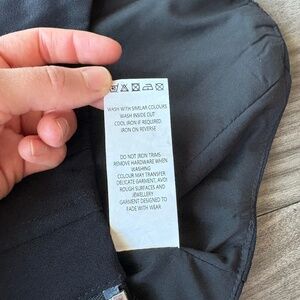 WASH WITH SIMILAR COLOURS
WASH INSIDE OUT
COOL IRON IF REQUIRED
IRON ON REVERSE
DO NOT IRON TRIMS
REMOVE HARDWARE WHEN
WASHING
COLOUR MAY TRANSFER
DELICATE GARMENT, AVOID
ROUGH SURFACES AND
JEWELLERY
GARMENT DESIGNED TO
FADE WITH WEAR